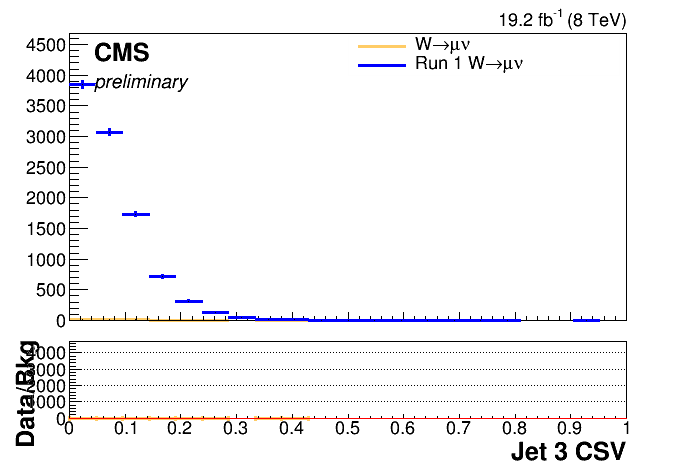 19.2 fb-1 (8 TeV)
CMS
preliminary
W→μν
Run 1 W→μν
4500
4000
3500
3000
2500
2000
1500
1000
500
0
Data/Bkg
0
0 0.1 0.2 0.3 0.4 0.5 0.6 0.7 0.8 0.9 1
Jet 3 CSV